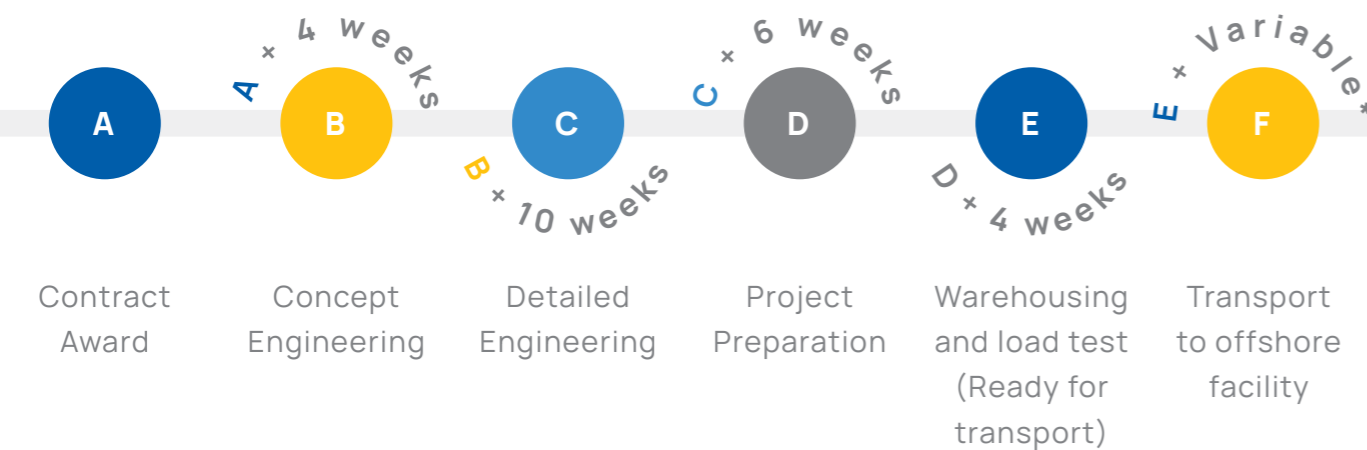 A + 4 weeks
C + 6 weeks
E + Variable*
A
B
C
D
E
F
B + 10 weeks
D + 4 weeks
Contract
Award
Concept
Engineering
Detailed
Engineering
Project
Preparation
Warehousing
and load test
(Ready for
transport)
Transport
to offshore
facility